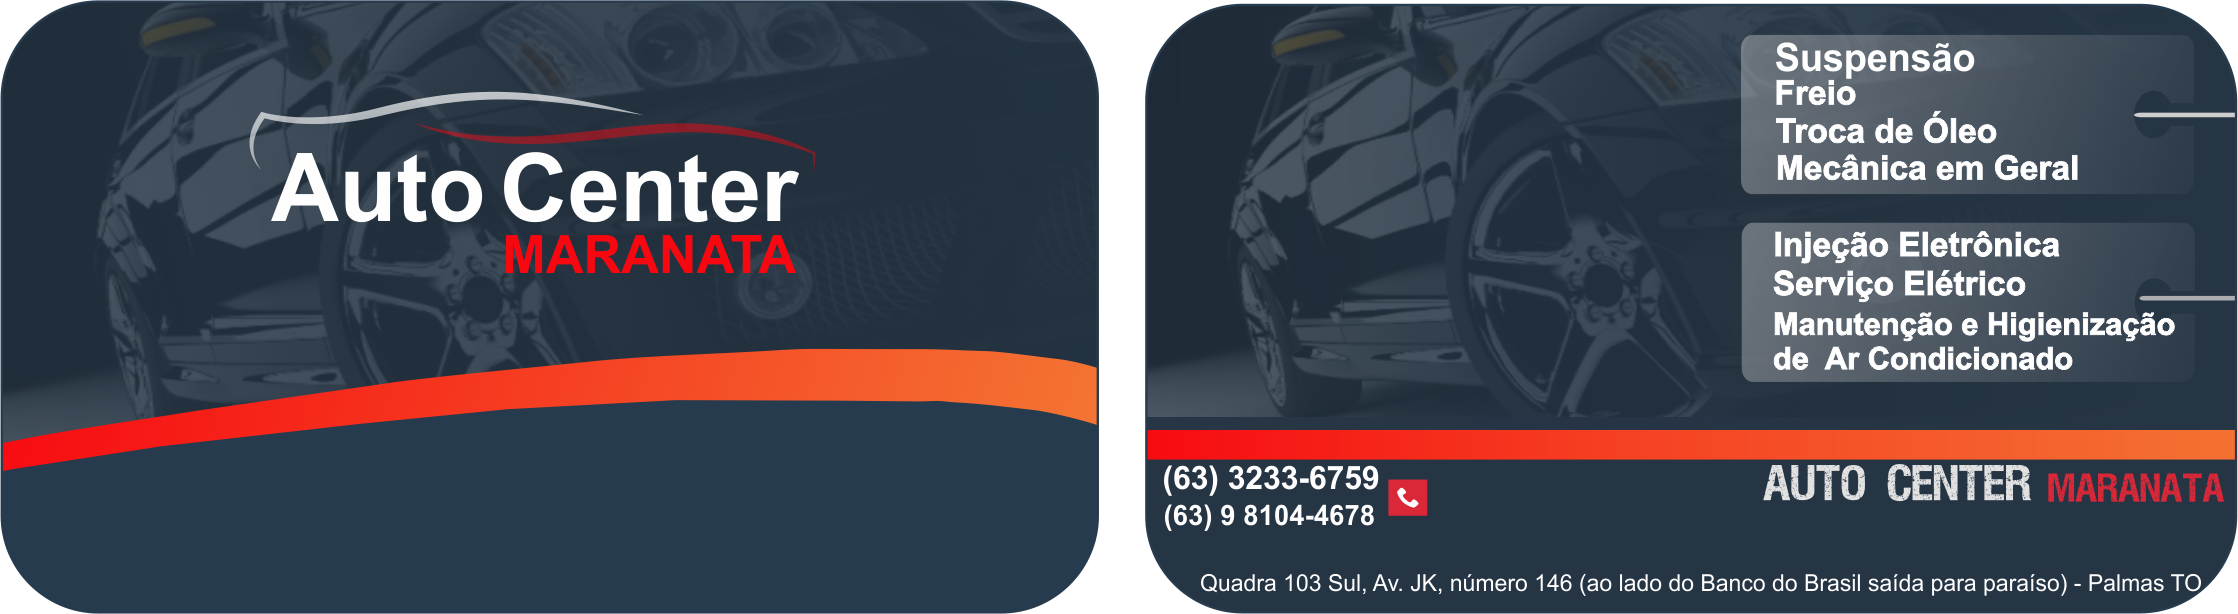 Auto Center
MARANATA
Suspensão
Freio
Troca de Óleo
Mecânica em Geral
Injeção Eletrônica
Serviço Elétrico
Manutenção e Higienização
de Ar Condicionado
(63) 3233-6759
(63) 9 8104-4678
AUTO CENTER MARANATA
Quadra 103 Sul, Av. JK, número 146 (ao lado do Banco do Brasil saída para paraíso) - Palmas TO